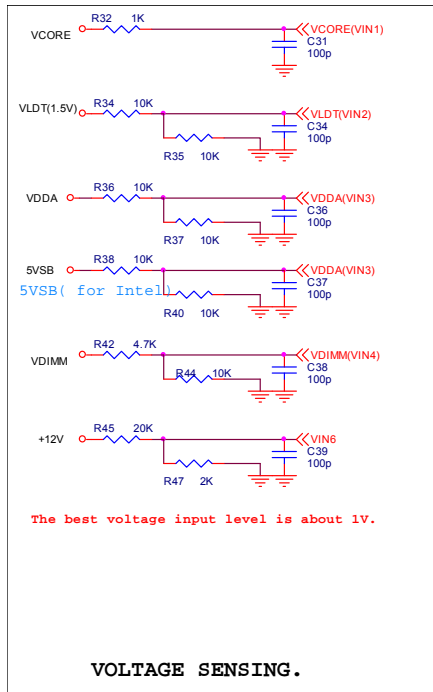 R32 1K
VCORE
VCORE(VIN1)
C31
100p
VLDT(1.5V)
R34 10K
VLDT(VIN2)
C34
100p
R35 10K
VDDA
R36 10K
VDDA(VIN3)
C36
100p
R37 10K
5VSB
R38 10K
VDDA(VIN3)
C37
100p
5VSB( for Intel)
R40 10K
VDIMM
R42 4.7K
VDIMM(VIN4)
C38
100p
R44 10K
+12V
R45 20K
VIN6
C39
100p
R47 2K
The best voltage input level is about 1V.
VOLTAGE SENSING.